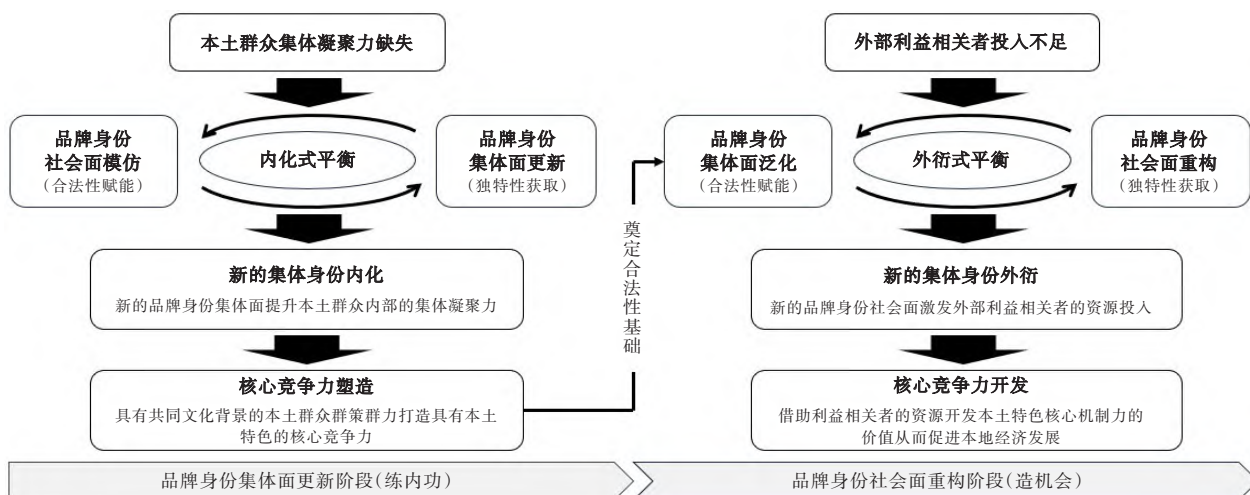 本土群众集体凝聚力缺失
品牌身份
社会面模仿
(合法性赋能)
内化式平衡
品牌身份
集体面更新
(独特性获取)
新的集体身份内化
新的品牌身份集体面提升本土群众内部的集体凝聚力
核心竞争力塑造
具有共同文化背景的本土群众群策群力打造具有本土
特色的核心竞争力
品牌身份集体面更新阶段(练内功)
奠定合法性基础
外部利益相关者投入不足
品牌身份
集体面泛化
(合法性赋能)
外衍式平衡
品牌身份
社会面重构
(独特性获取)
新的集体身份外衍
新的品牌身份社会面激发外部利益相关者的资源投入
核心竞争力开发
借助利益相关者的资源开发本土特色核心机制力的
价值从而促进本地经济发展
品牌身份社会面重构阶段(造机会)